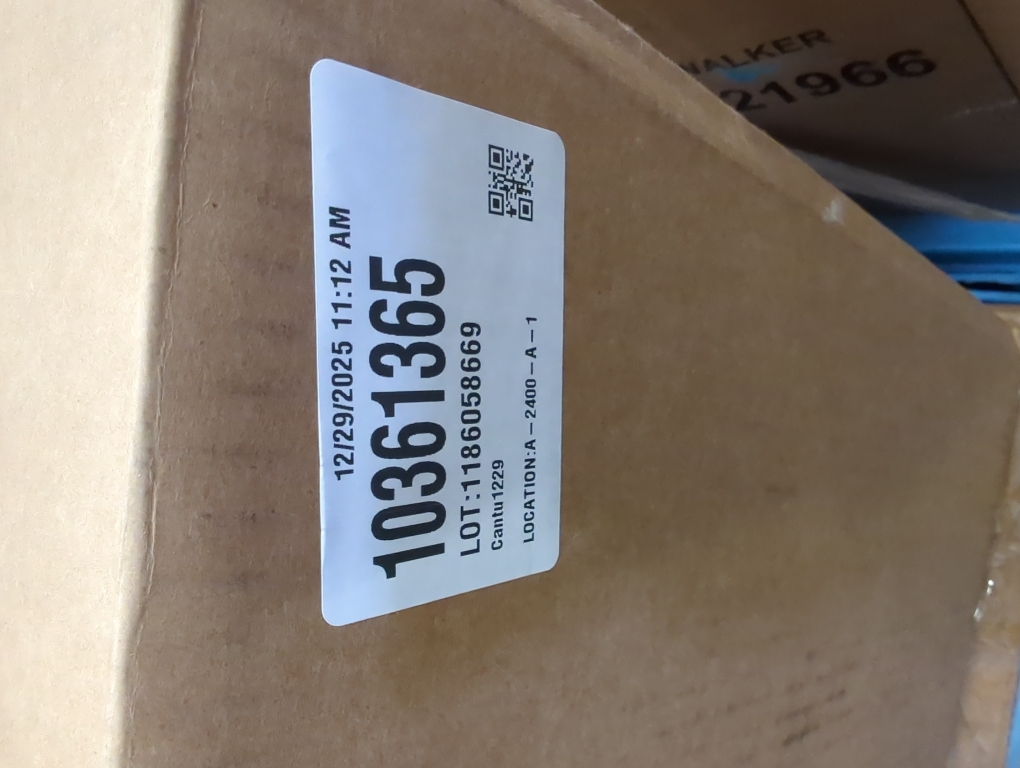 12/29/2025 11:12 AM
10361365
LOT:1186058669
Cantu1229
LOCATION:A-2400-A-1
WALKER
21966